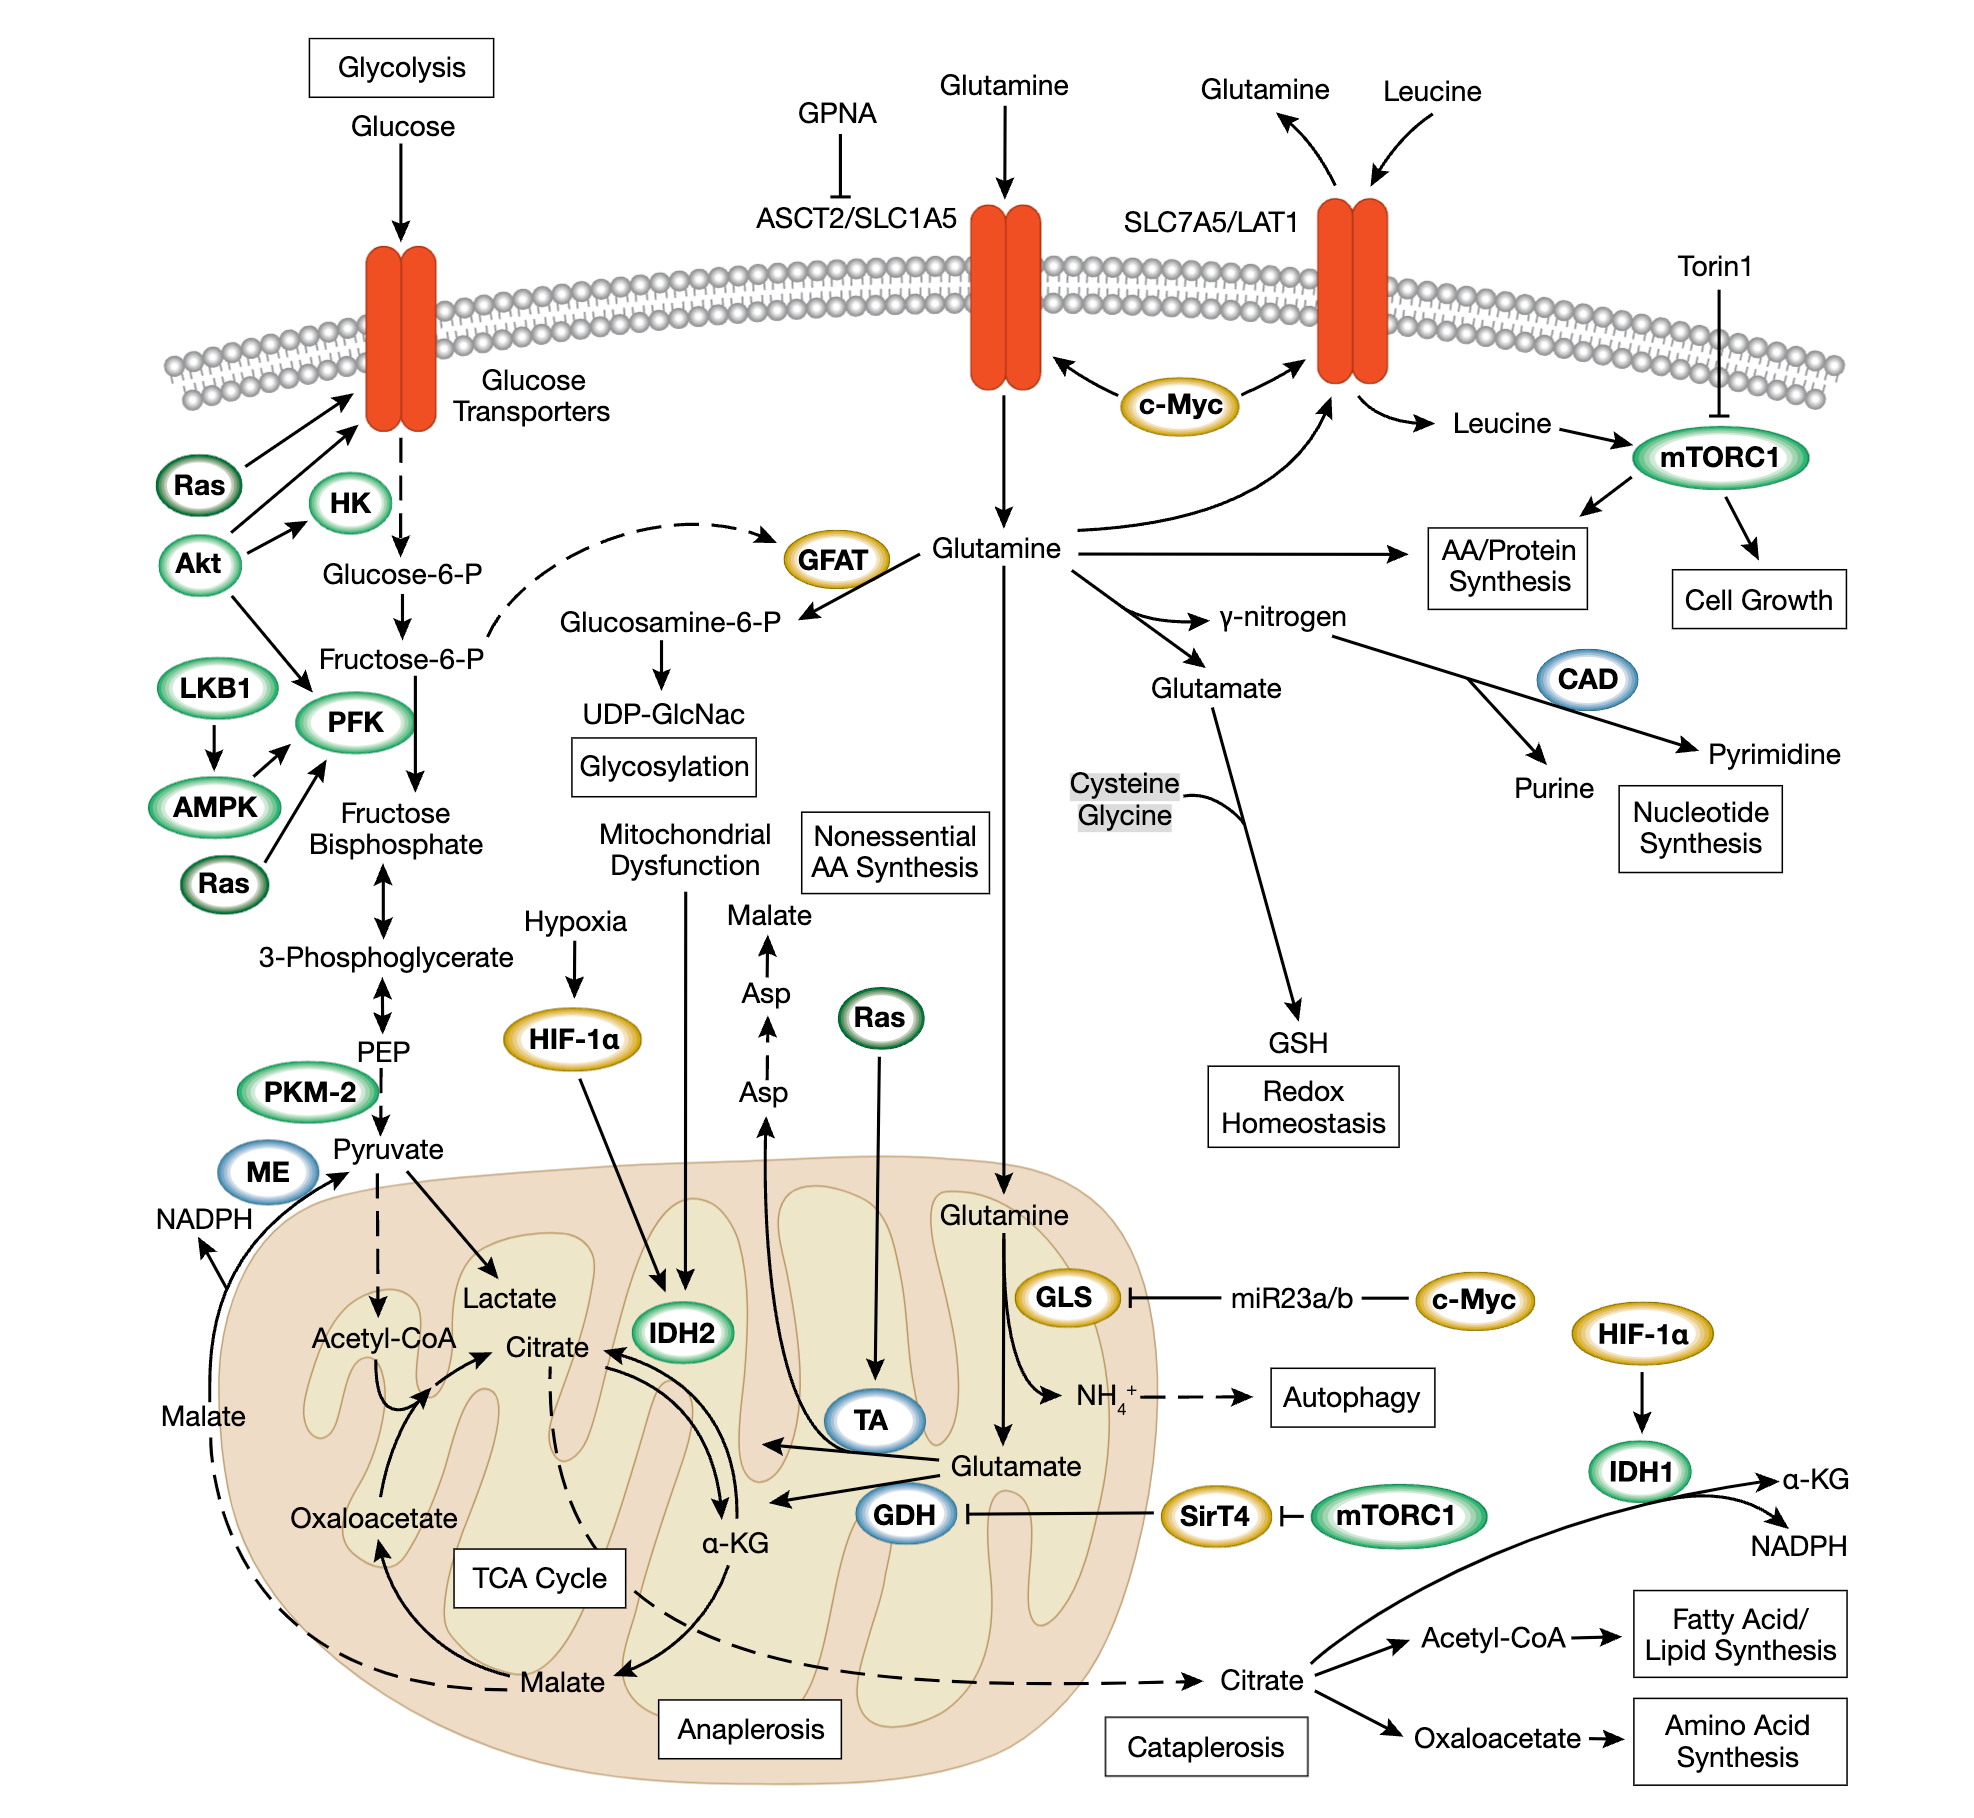 Glycolysis
Glucose
GPNA
Glutamine
Glutamine
Leucine
ASCT2/SLC1A5
SLC7A5/LAT1
Torin1
Glucose
Transporters
c-Myc
Leucine
mTORC1
Ras
HK
Akt
Glucose-6-P
GFAT
Glutamine
AA/Protein
Synthesis
Cell Growth
Glucosamine-6-P
γ-nitrogen
Fructose-6-P
LKB1
PFK
UDP-GlcNac
Glycosylation
Glutamate
CAD
Pyrimidine
Purine
Nucleotide
Synthesis
AMPK
Fructose
Bisphosphate
Ras
Cysteine
Glycine
Mitochondrial
Dysfunction
Nonessential
AA Synthesis
Hypoxia
Malate
3-Phosphoglycerate
Asp
Ras
HIF-1α
GSH
Redox
Homeostasis
PEP
PKM-2
Asp
Pyruvate
ME
NADPH
Glutamine
Lactate
GLS
miR23a/b
c-Myc
Acetyl-CoA
Citrate
IDH2
HIF-1α
Malate
TA
NH4+
Autophagy
Glutamate
IDH1
α-KG
Oxaloacetate
GDH
SirT4
mTORC1
α-KG
NADPH
TCA Cycle
Malate
Anaplerosis
Citrate
Cataplerosis
Acetyl-CoA
Fatty Acid/
Lipid Synthesis
Oxaloacetate
Amino Acid
Synthesis